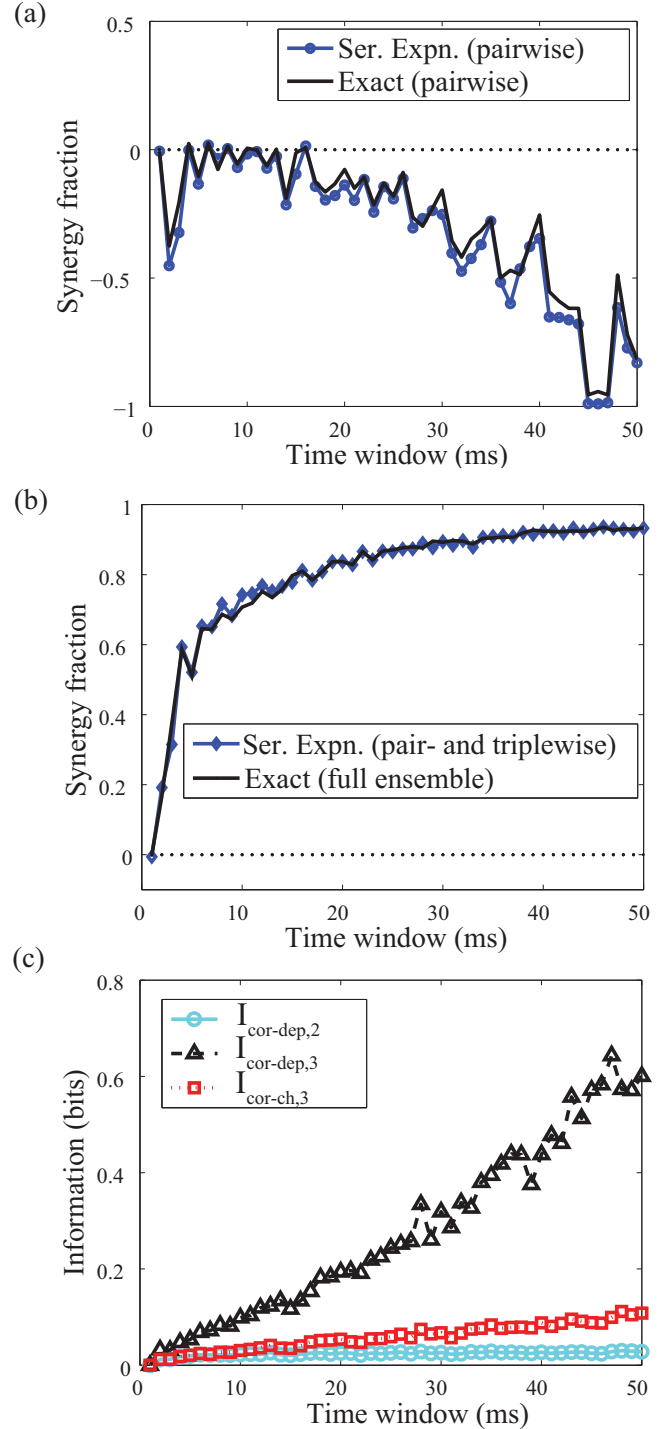 (a)
0.5
Ser. Expn. (pairwise)
Exact (pairwise)
0
Synergy fraction
−0.5
−1
0 10 20 30 40 50
Time window (ms)
(b)
1
0.8
0.6
Synergy fraction
0.4
Ser. Expn. (pair- and triplewise)
Exact (full ensemble)
0.2
0
0 10 20 30 40 50
Time window (ms)
(c)
0.8
I cor-dep,2
I cor-dep,3
I cor-ch,3
0.6
Information (bits)
0.4
0.2
0
0 10 20 30 40 50
Time window (ms)